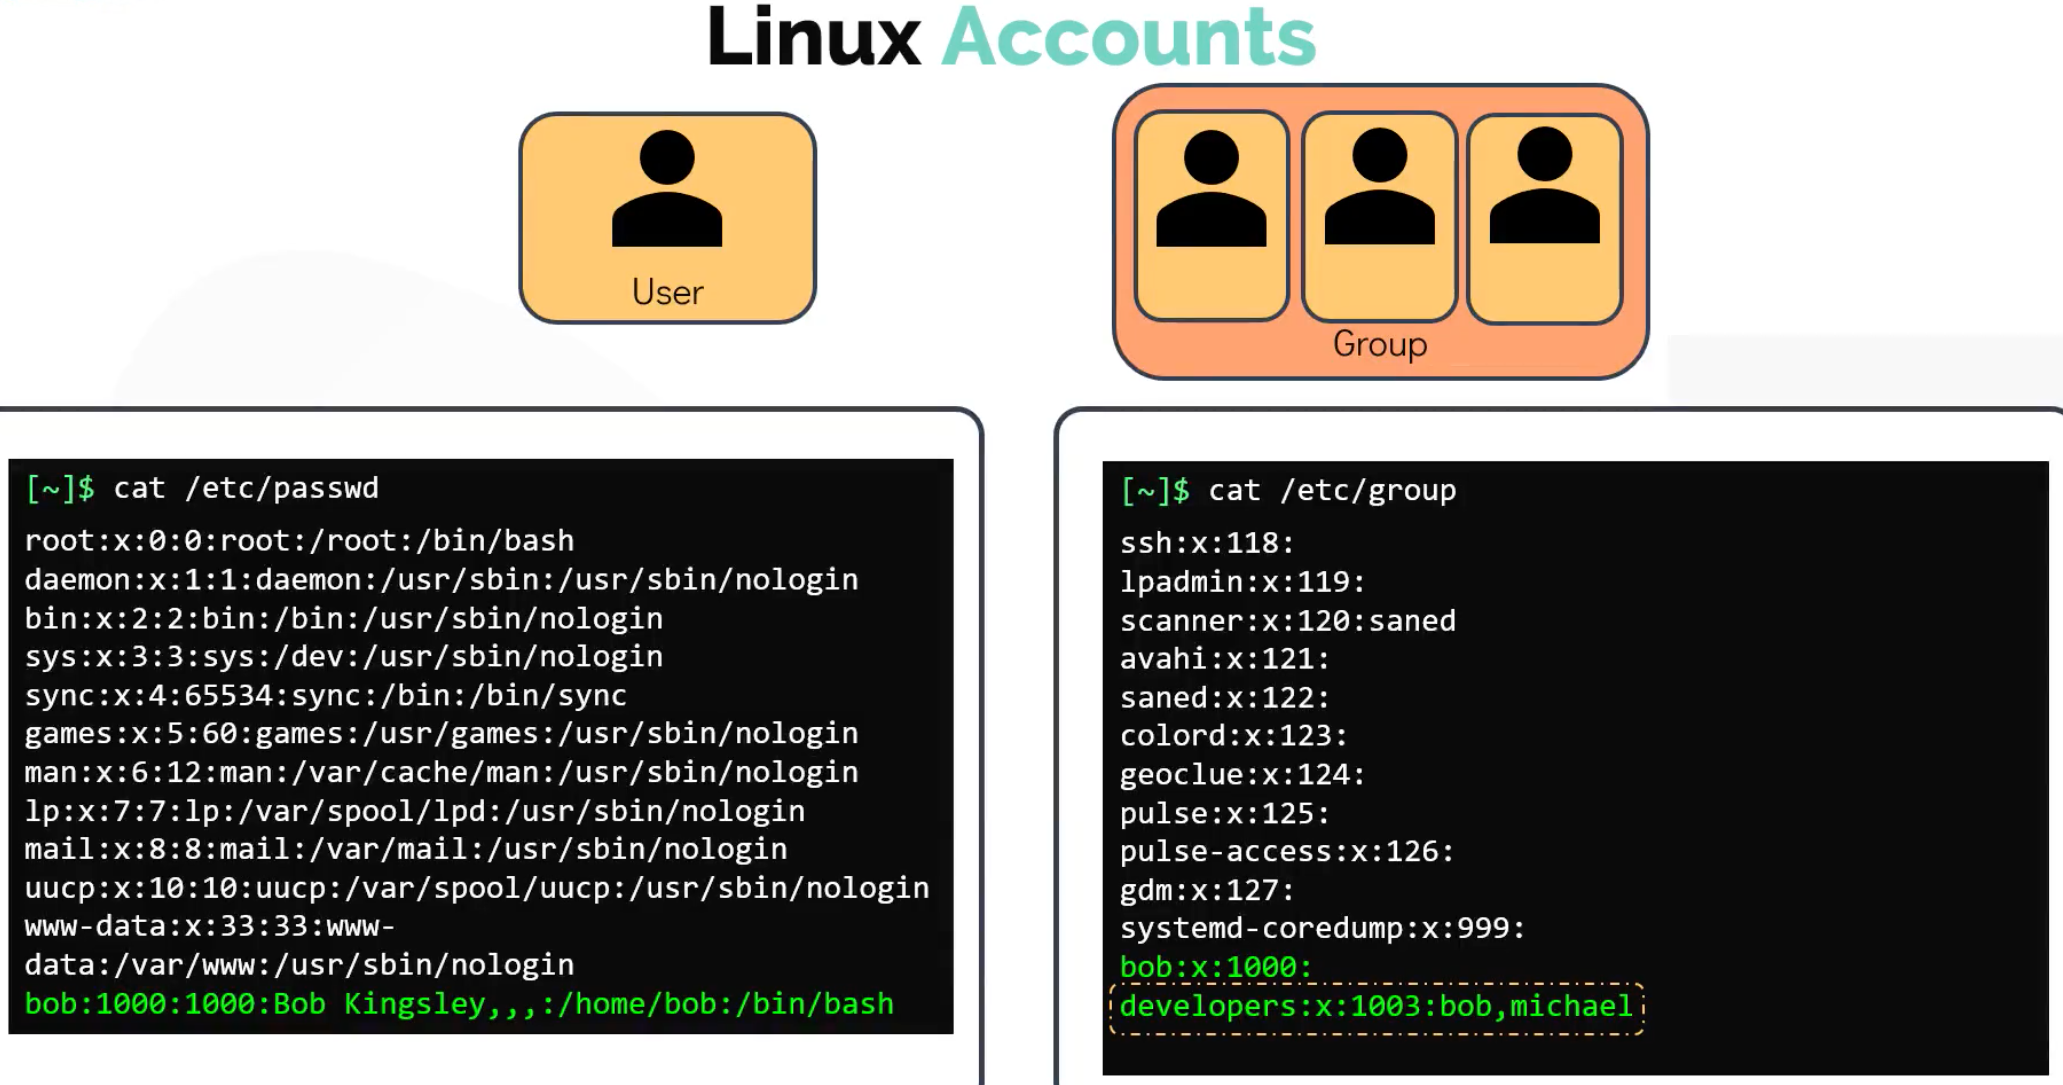 Linux Accounts
User
Group
[~]$ cat /etc/passwd
root:x:0:0:root:/root:/bin/bash
daemon:x:1:1:daemon:/usr/sbin:/usr/sbin/nologin
bin:x:2:2:bin:/bin:/usr/sbin/nologin
sys:x:3:3:sys:/dev:/usr/sbin/nologin
sync:x:4:65534:sync:/bin:/bin/sync
games:x:5:60:games:/usr/games:/usr/sbin/nologin
man:x:6:12:man:/var/cache/man:/usr/sbin/nologin
lp:x:7:7:lp:/var/spool/lpd:/usr/sbin/nologin
mail:x:8:8:mail:/var/mail:/usr/sbin/nologin
uucp:x:10:10:uucp:/var/spool/uucp:/usr/sbin/nologin
www-data:x:33:33:www-
data:/var/www:/usr/sbin/nologin
bob:1000:1000:Bob Kingsley,,,:/home/bob:/bin/bash
[~]$ cat /etc/group
ssh:x:118:
lpadmin:x:119:
scanner:x:120:saned
avahi:x:121:
saned:x:122:
colord:x:123:
geoclue:x:124:
pulse:x:125:
pulse-access:x:126:
gdm:x:127:
systemd-coredump:x:999:
bob:x:1000:
developers:x:1003:bob,michael